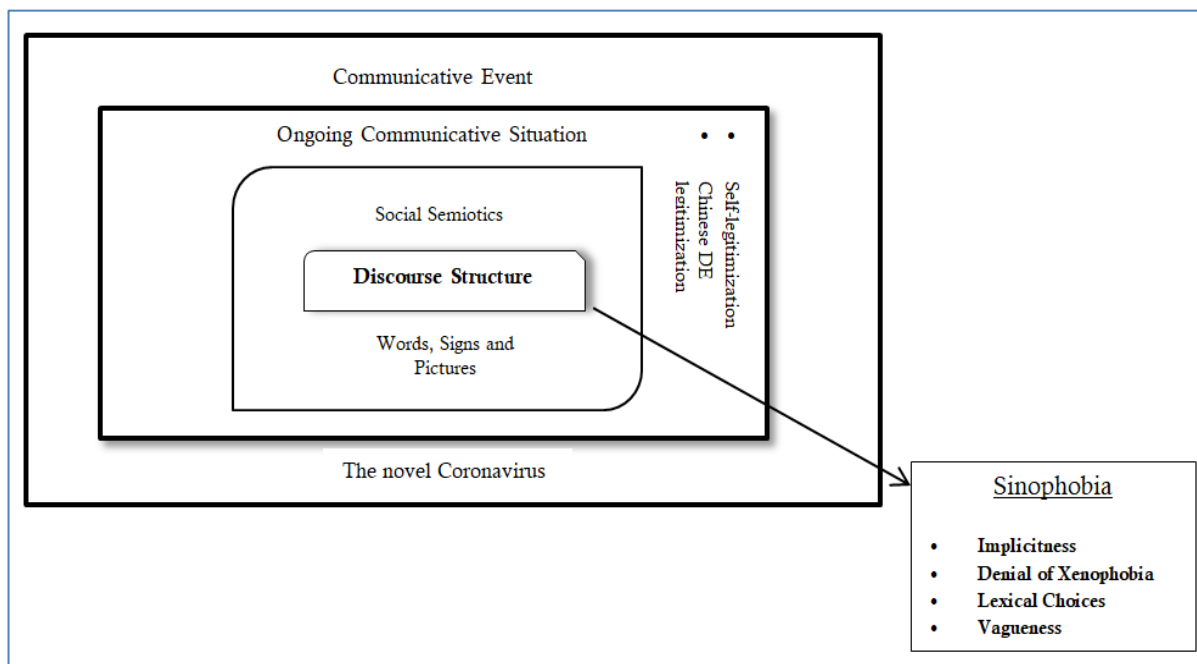 Communicative Event
Ongoing Communicative Situation
• Self-legitimization
• Chinese DE
legitimization
Social Semiotics
Discourse Structure
Words, Signs and
Pictures
The novel Coronavirus
Sinophobia
• Implicitness
• Denial of Xenophobia
• Lexical Choices
• Vagueness